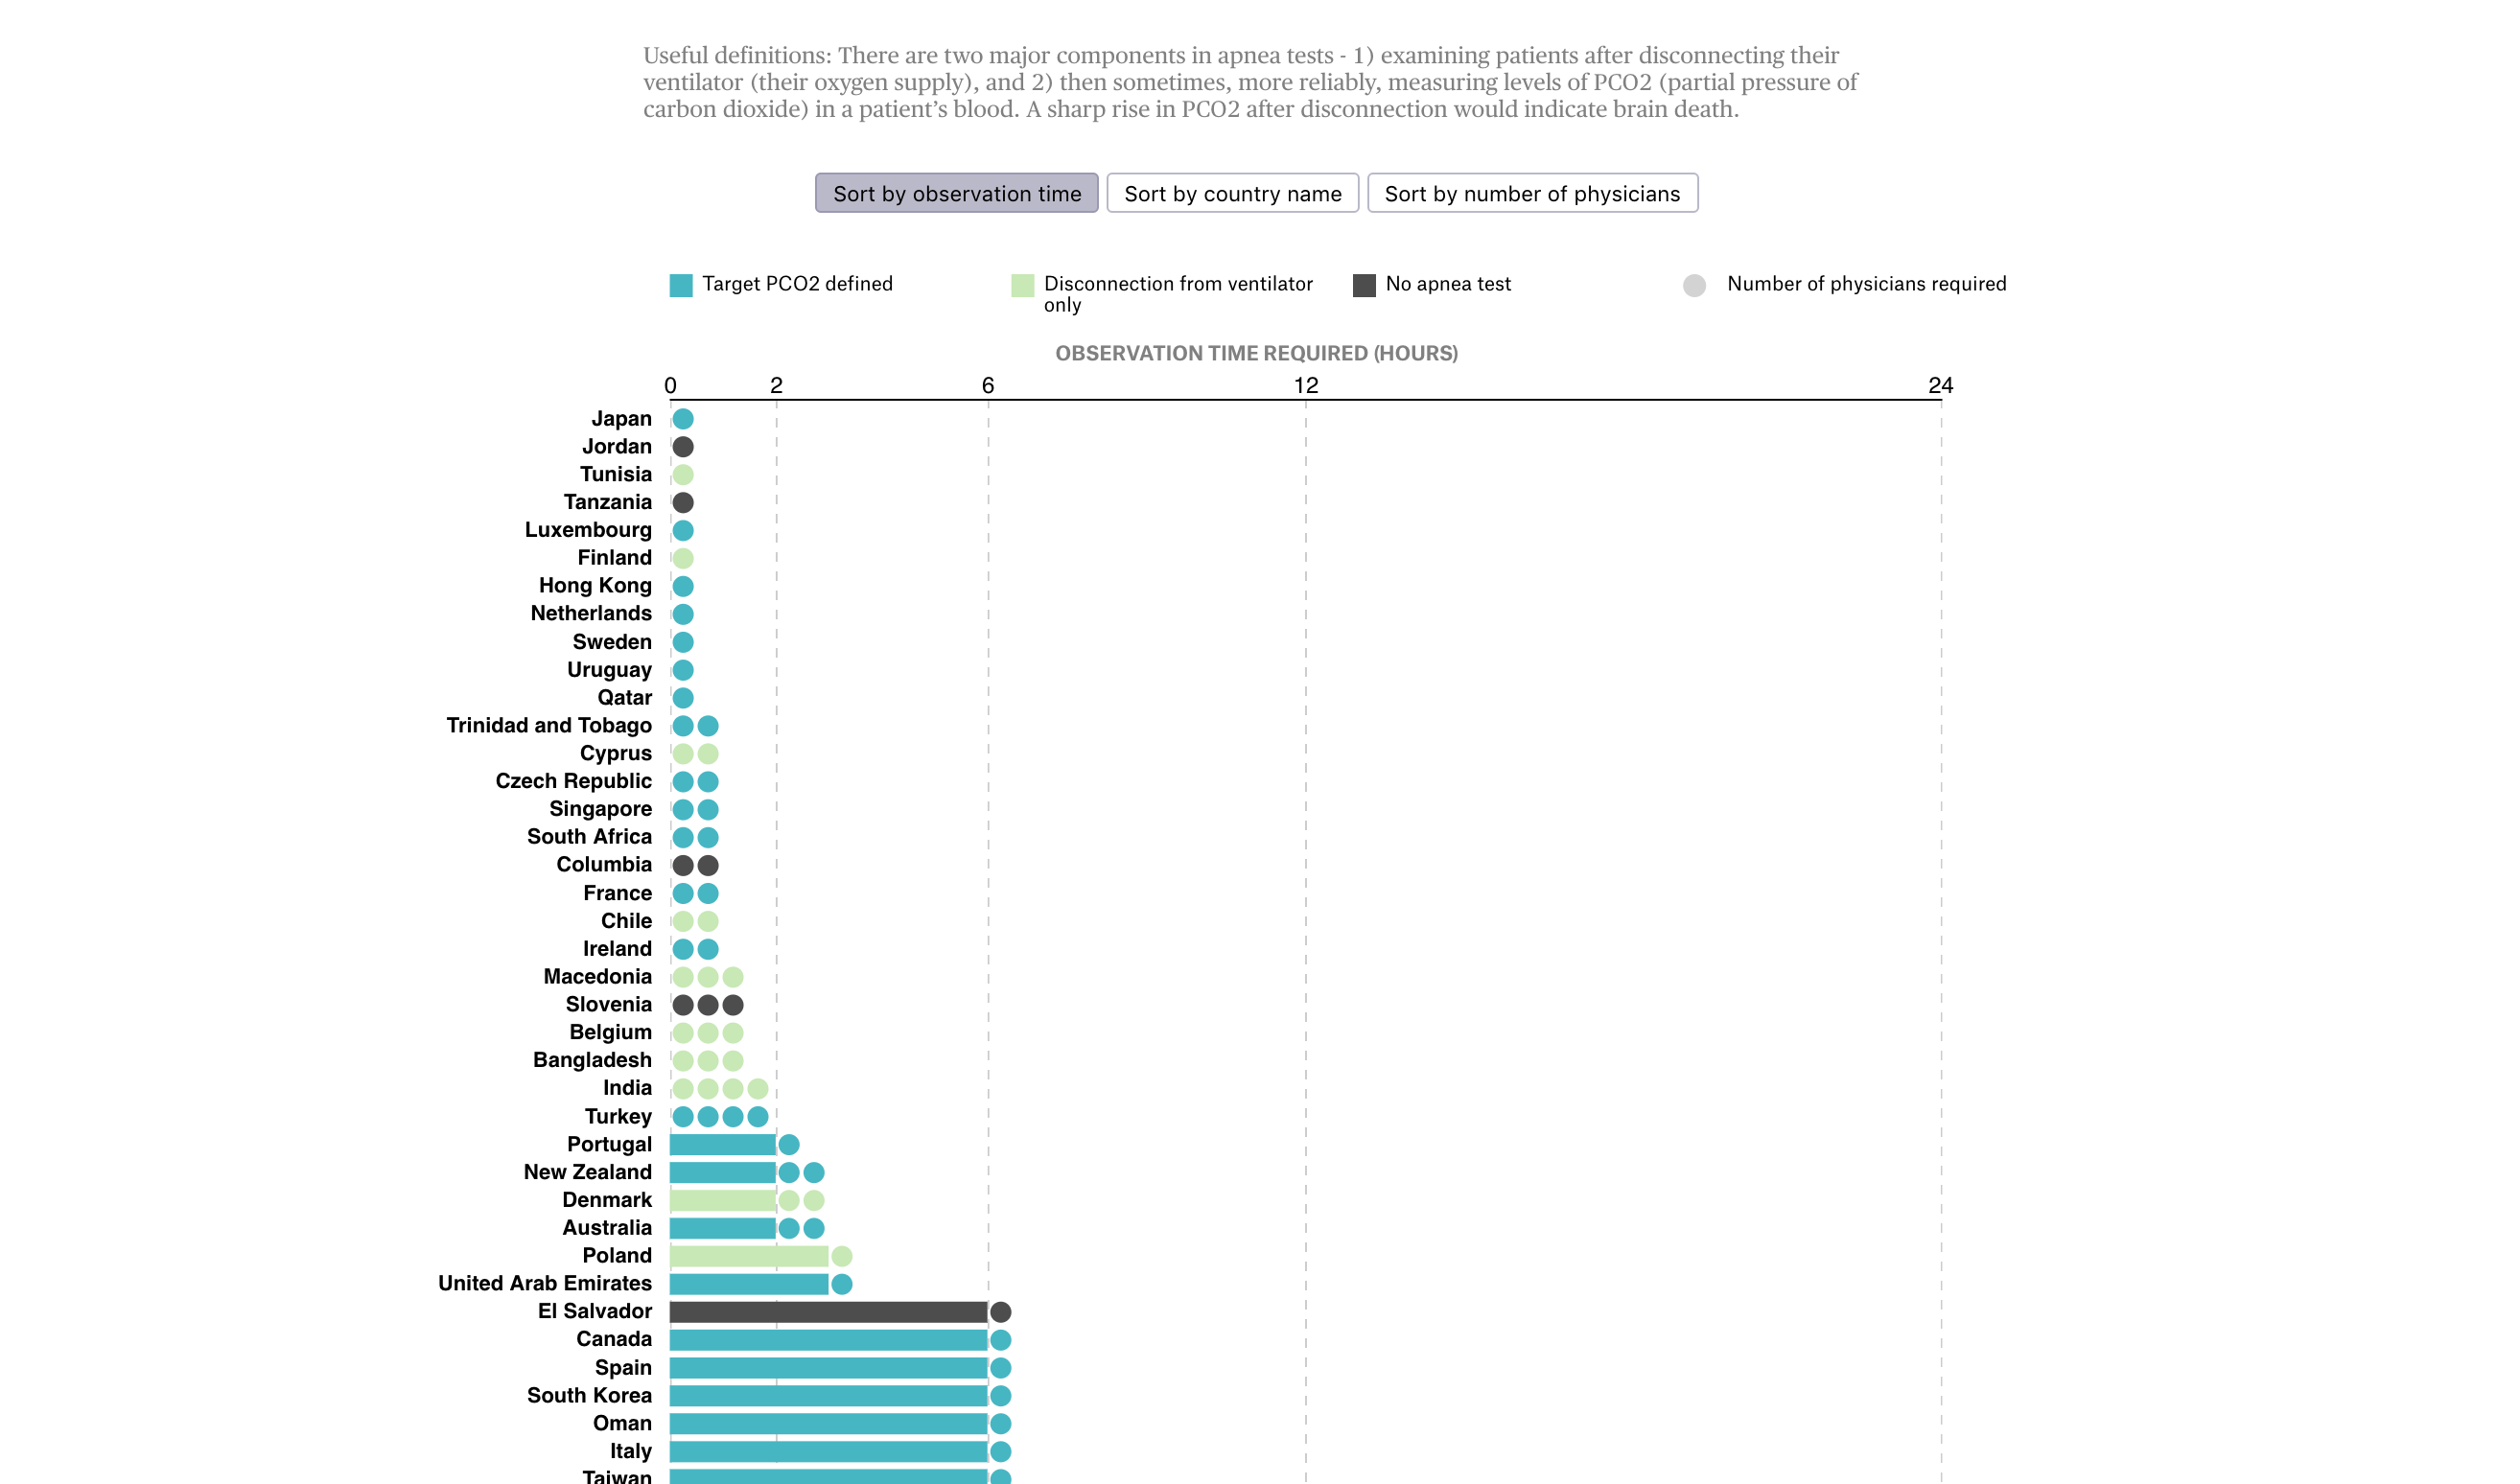 Useful definitions: There are two major components in apnea tests - 1) examining patients after disconnecting their
ventilator (their oxygen supply), and 2) then sometimes, more reliably, measuring levels of PCO2 (partial pressure of
carbon dioxide) in a patient’s blood. A sharp rise in PCO2 after disconnection would indicate brain death.
Sort by observation time Sort by country name Sort by number of physicians
Target PCO2 defined Disconnection from ventilator No apnea test Number of physicians required
only
OBSERVATION TIME REQUIRED (HOURS)
0 2 6 12 24
Japan
Jordan
Tunisia
Tanzania
Luxembourg
Finland
Hong Kong
Netherlands
Sweden
Uruguay
Qatar
Trinidad and Tobago
Cyprus
Czech Republic
Singapore
South Africa
Columbia
France
Chile
Ireland
Macedonia
Slovenia
Belgium
Bangladesh
India
Turkey
Portugal
New Zealand
Denmark
Australia
Poland
United Arab Emirates
El Salvador
Canada
Spain
South Korea
Oman
Italy
Taiwan